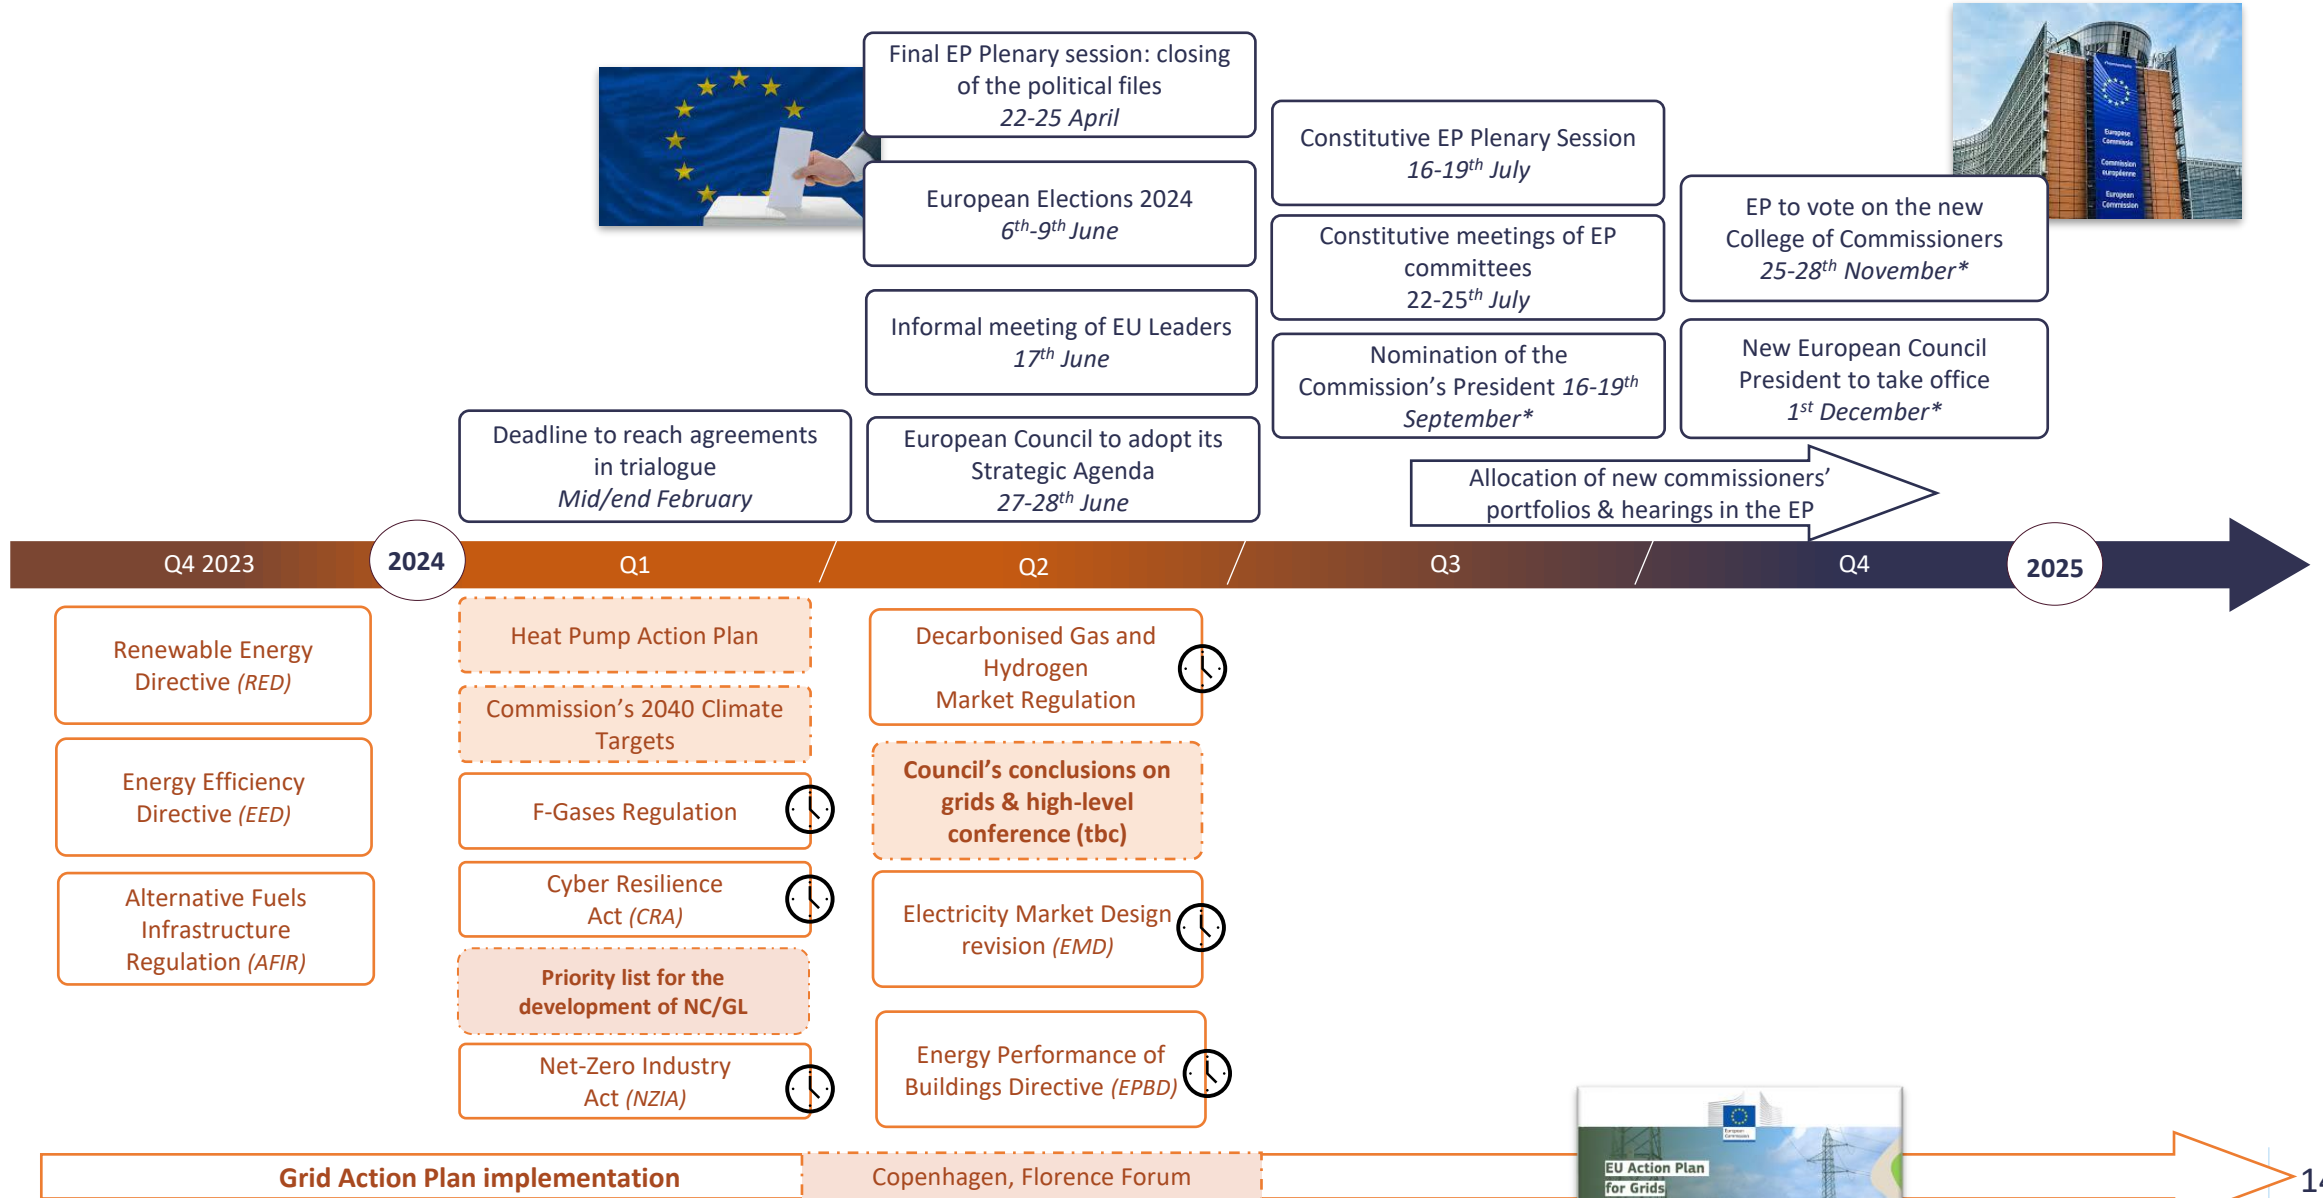 Final EP Plenary session: closing
of the political files
22-25 April
European Elections 2024
6th-9th June
Informal meeting of EU Leaders
17th June
European Council to adopt its
Strategic Agenda
27-28th June
Constitutive EP Plenary Session
16-19th July
Constitutive meetings of EP
committees
22-25th July
Nomination of the
Commission’s President 16-19th
September*
EP to vote on the new
College of Commissioners
25-28th November*
New European Council
President to take office
1st December*
Europese
Commissie
Commission
européenne
European
Commission
Deadline to reach agreements
in trialogue
Mid/end February
Allocation of new commissioners’
portfolios & hearings in the EP
Q4 2023
2024
Q1
Q2
Q3
Q4
2025
Renewable Energy
Directive (RED)
Energy Efficiency
Directive (EED)
Alternative Fuels
Infrastructure
Regulation (AFIR)
Heat Pump Action Plan
Commission’s 2040 Climate
Targets
F-Gases Regulation
Cyber Resilience
Act (CRA)
Priority list for the
development of NC/GL
Net-Zero Industry
Act (NZIA)
Decarbonised Gas and
Hydrogen
Market Regulation
Council’s conclusions on
grids & high-level
conference (tbc)
Electricity Market Design
revision (EMD)
Energy Performance of
Buildings Directive (EPBD)
Grid Action Plan implementation
Copenhagen, Florence Forum
European
Commission
EU Action Plan
for Grids